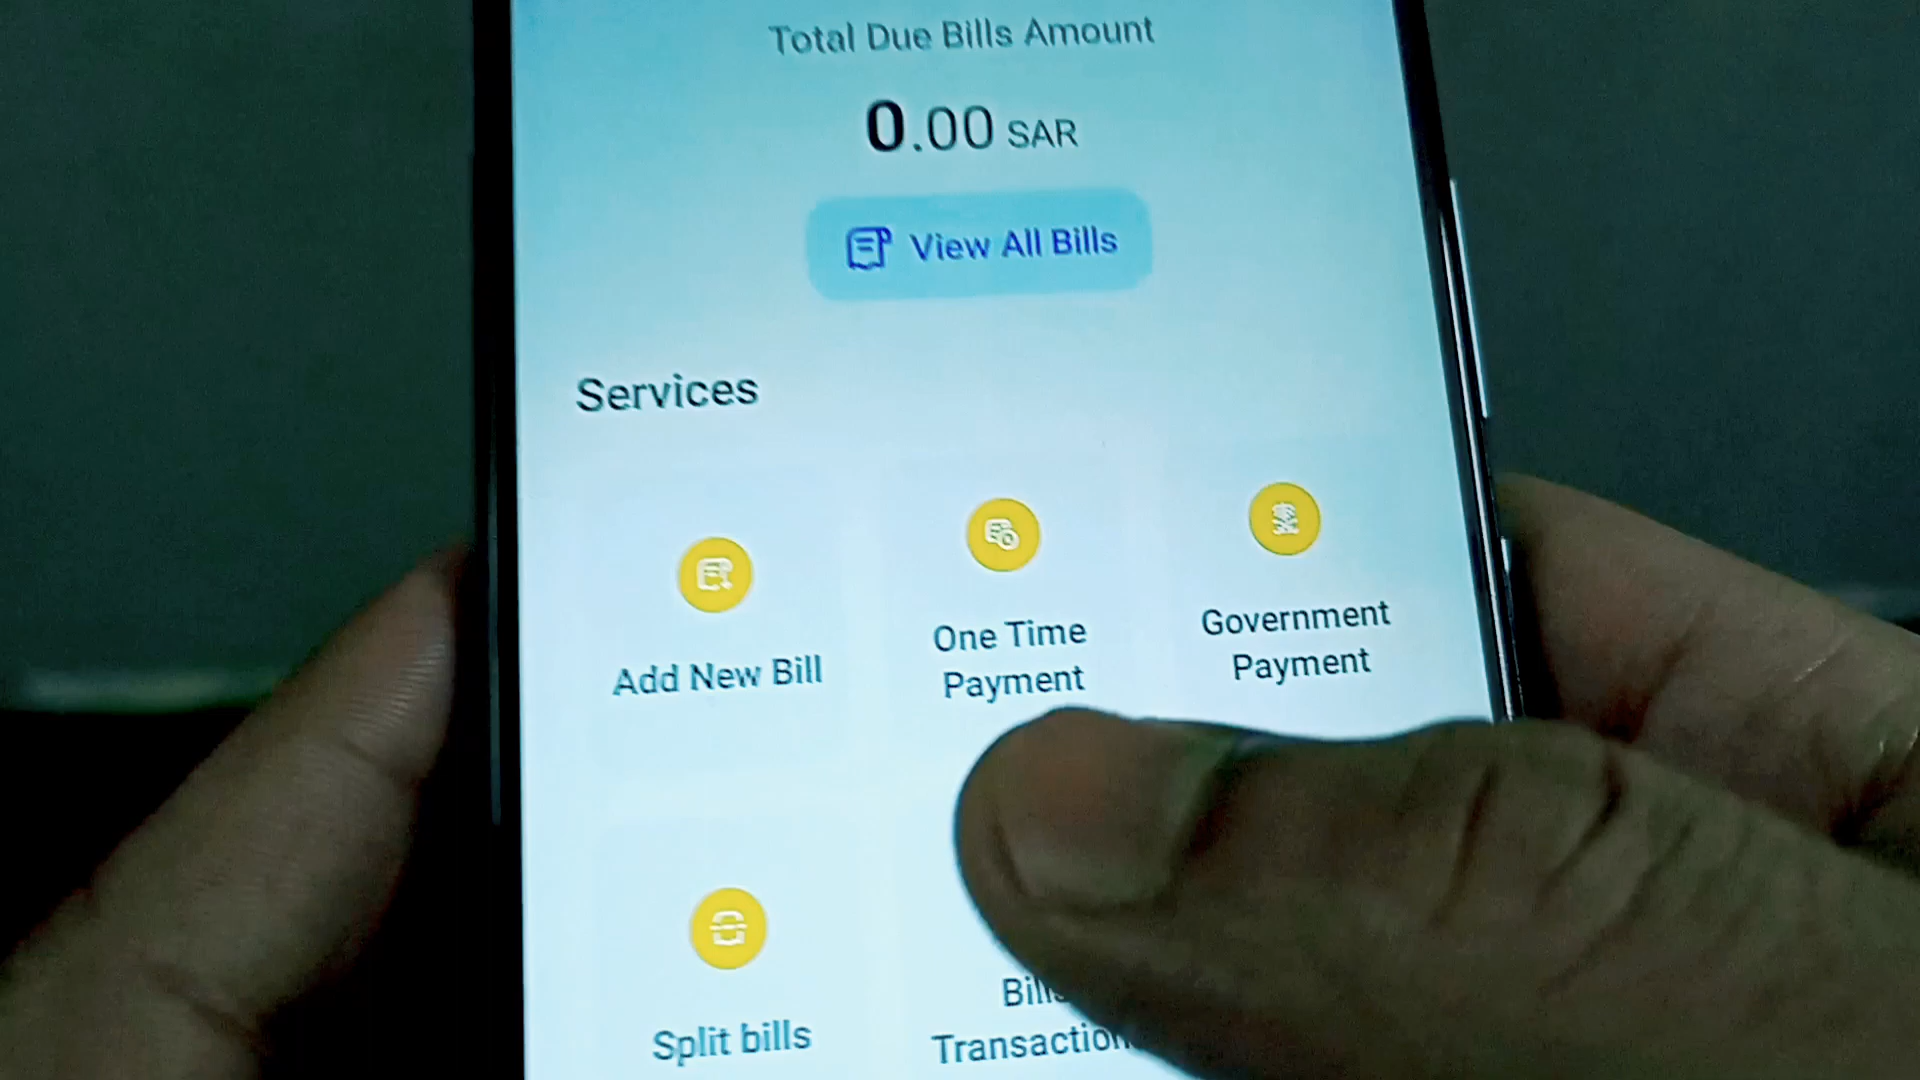 Total Due Bills Amount
0.00 SAR
View All Bills
Services
Add New Bill
One Time
Payment
Government
Payment
Split bills